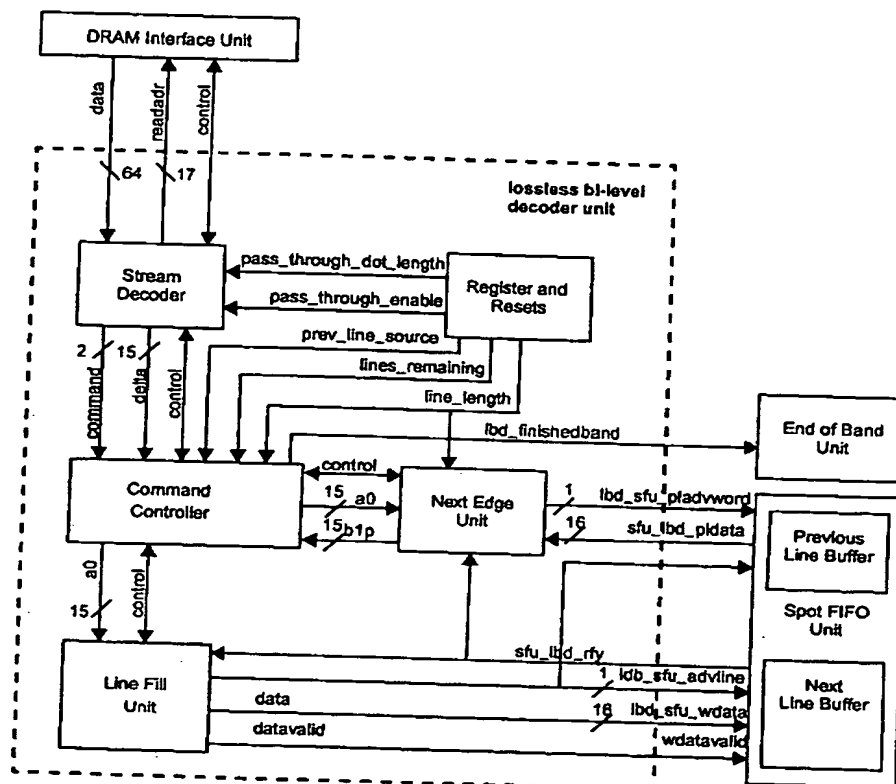 DRAM Interface Unit
data
readadr
control
64
17
lossless bi-level
decoder unit
Stream
Decoder
pass_through_dot_length
pass_through_enable
Register and
Resets
prev_line_source
lines_remaining
line_length
2
15
command
delta
control
lbd_finishedband
End of Band
Unit
Command
Controller
control
15
a0
15
b1p
Next Edge
Unit
1
lbd_sfu_pladvword
16
sfu_lbd_pldata
Previous
Line Buffer
Spot FIFO
Unit
a0
15
control
Line Fill
Unit
sfu_lbd_rfy
1
ldb_sfu_advline
data
16
lbd_sfu_wdata
datavalid
wdatavalid
Next
Line Buffer